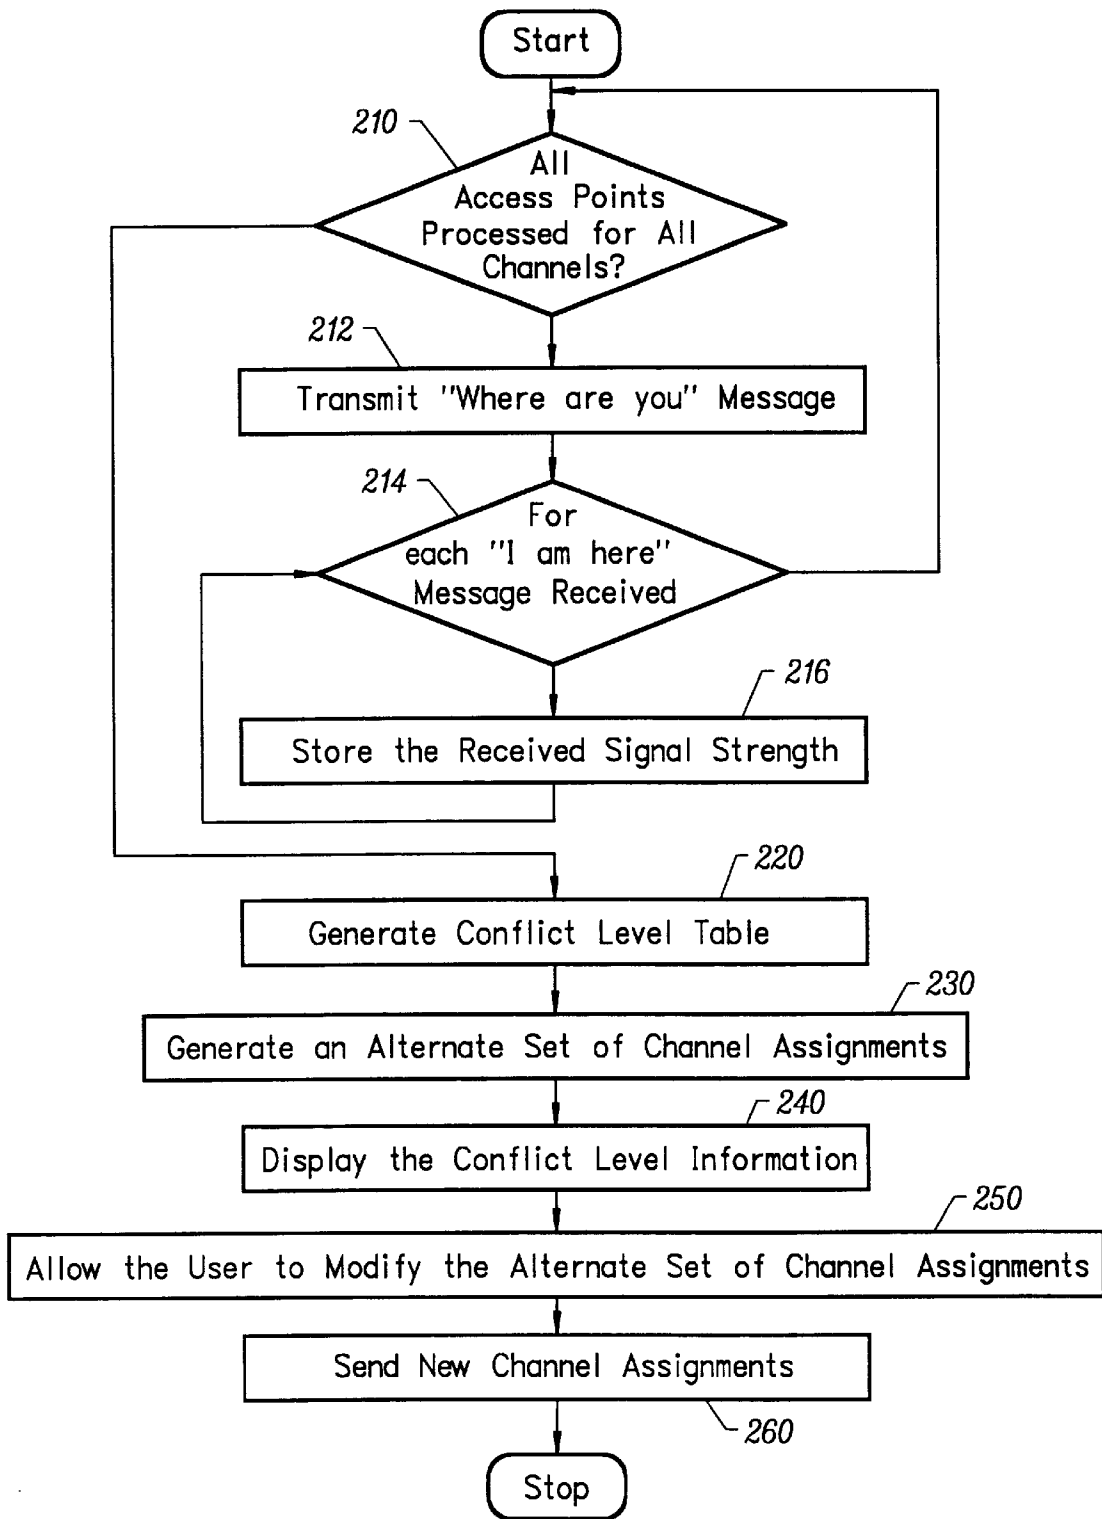 Start
210
All
Access Points
Processed for All
Channels?
212
Transmit "Where are you" Message
214
For
each "I am here"
Message Received
216
Store the Received Signal Strength
220
Generate Conflict Level Table
230
Generate an Alternate Set of Channel Assignments
240
Display the Conflict Level Information
250
Allow the User to Modify the Alternate Set of Channel Assignments
Send New Channel Assignments
260
Stop